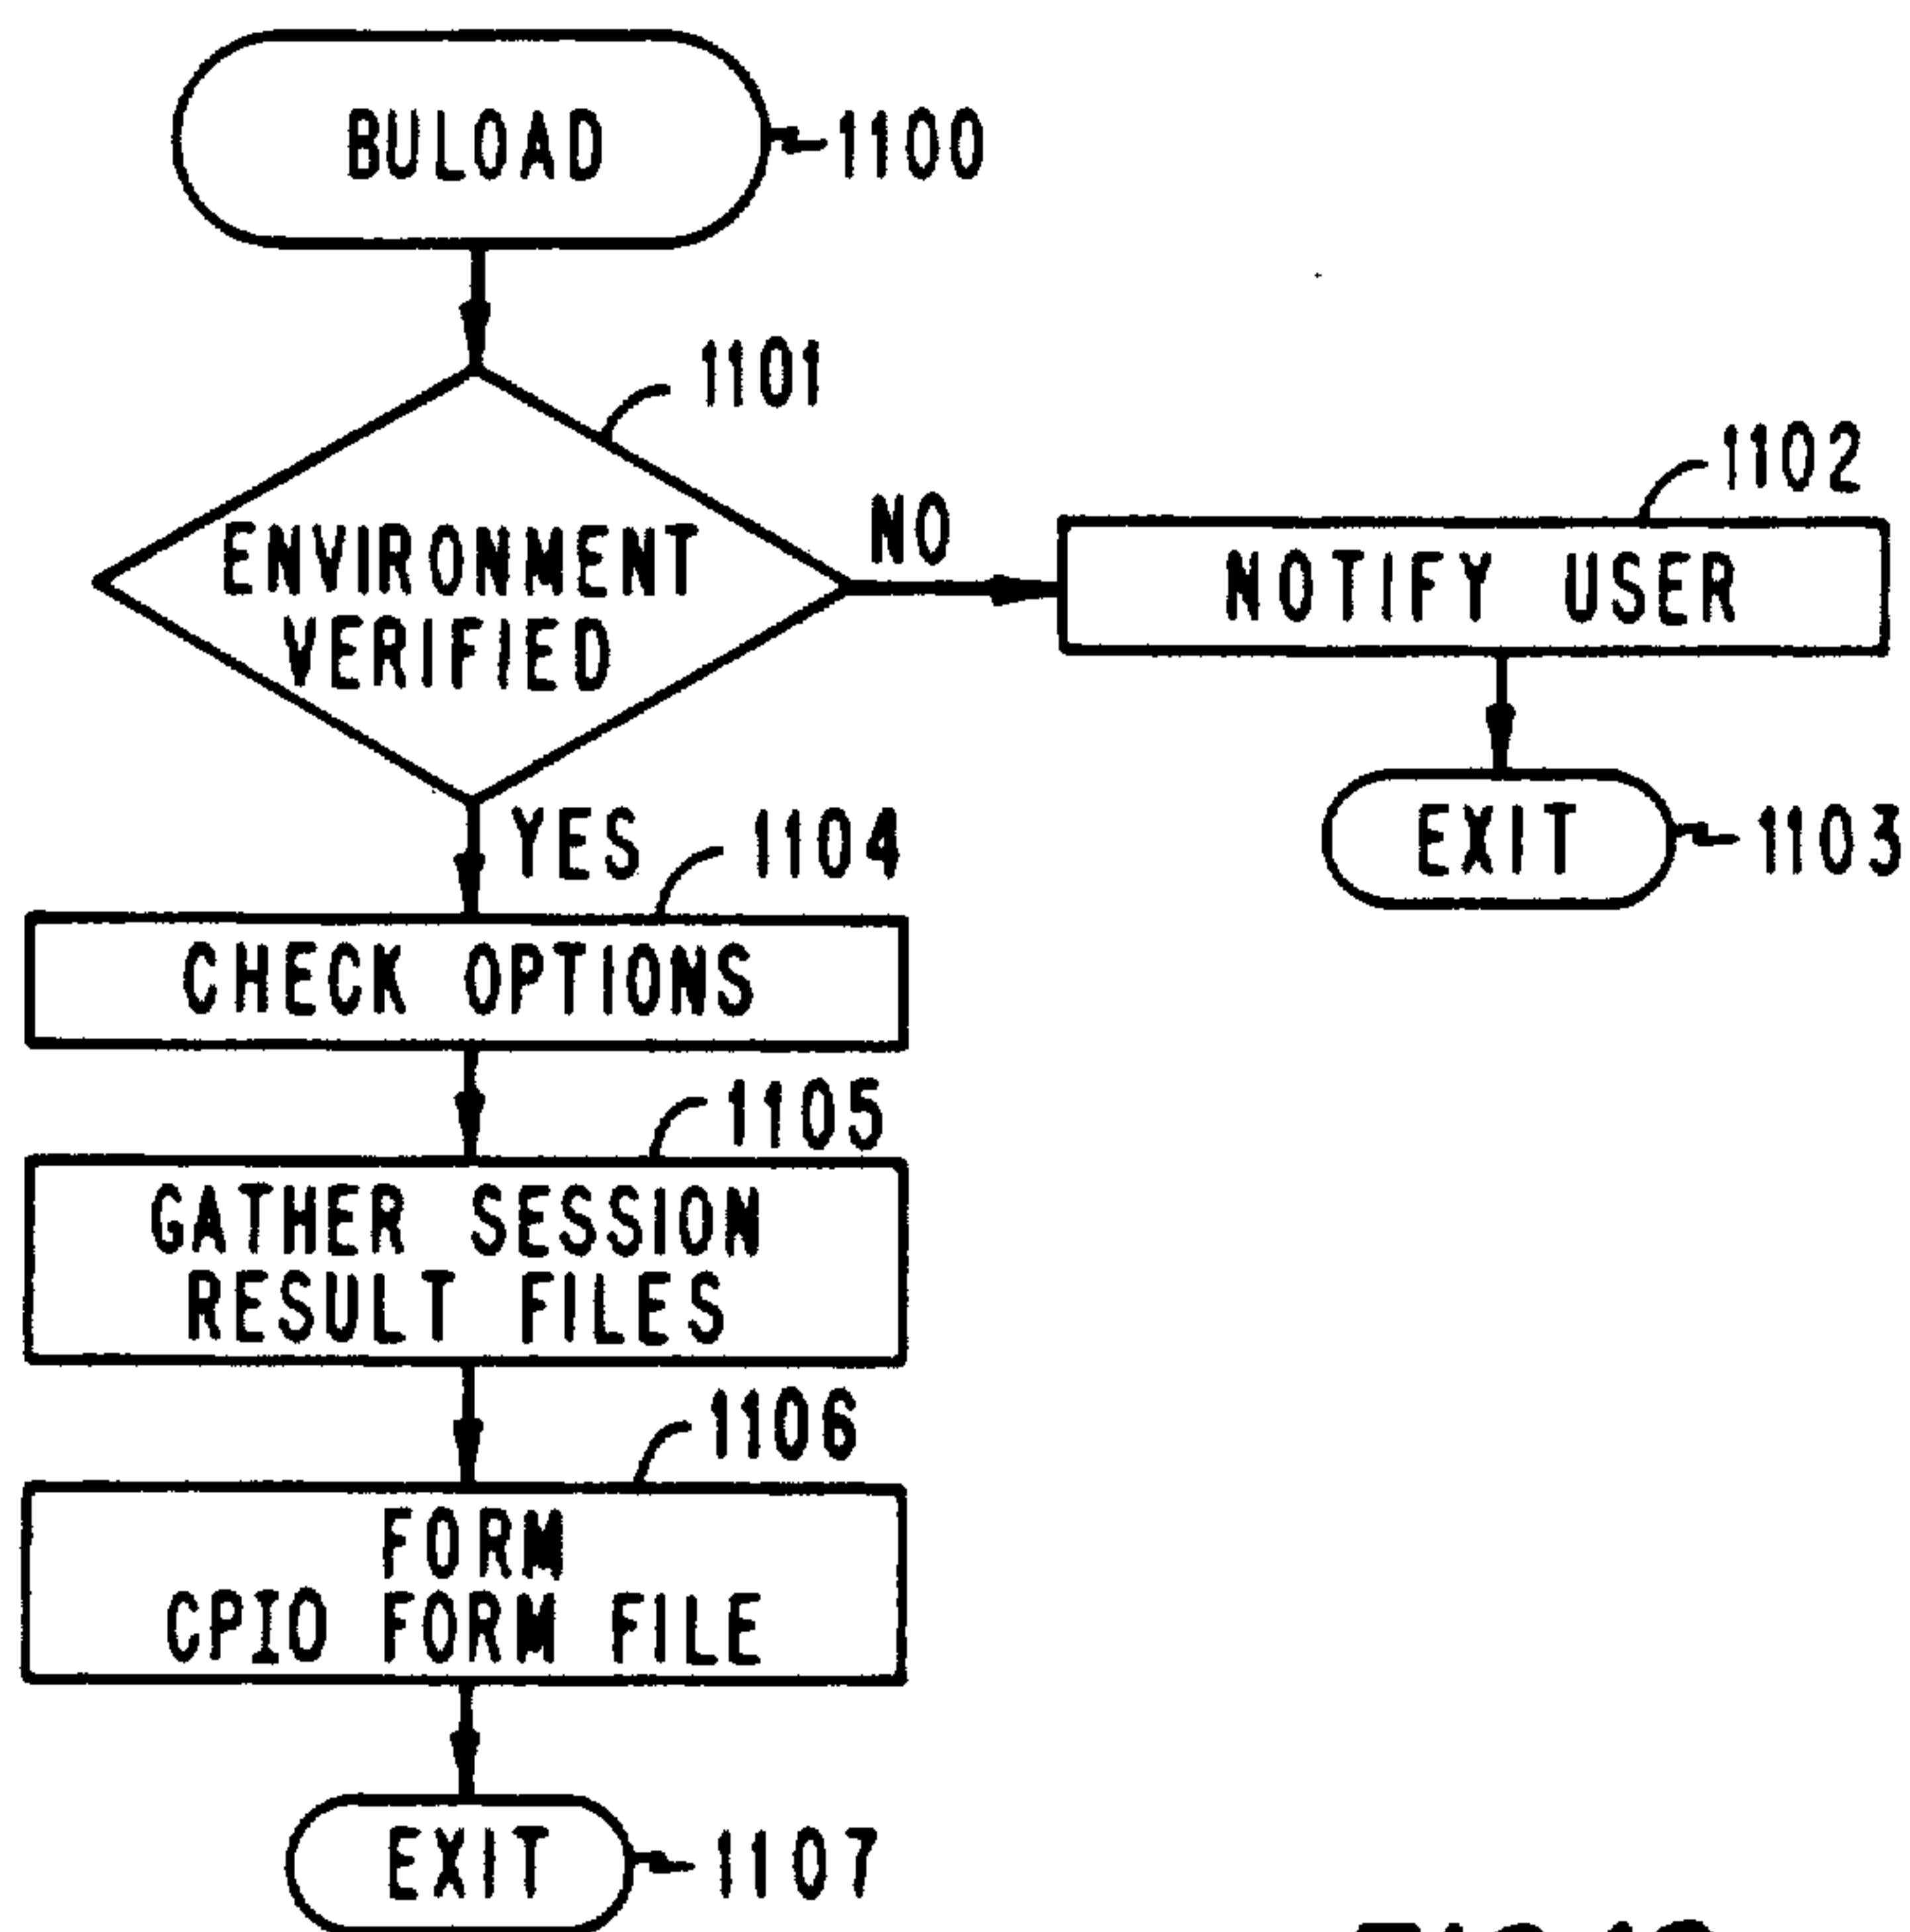 BULOAD
1100
1101
ENVIRONMENT
VERIFIED
NO
1102
NOTIFY USER
EXIT
1103
YES
1104
CHECK OPTIONS
1105
GATHER SESSION
RESULT FILES
1106
FORM
CPIO FORM FILE
EXIT
1107